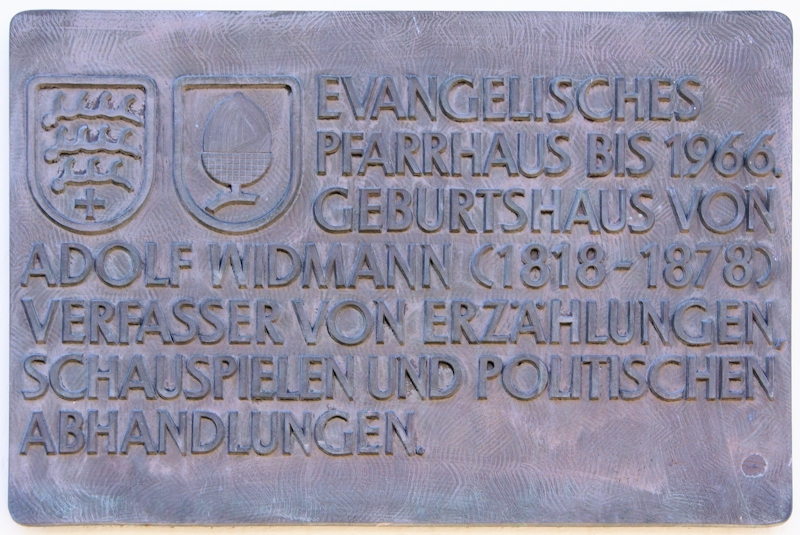 EVANGELISCHES
PFARRHAUS BIS 1966.
GEBURTSHAUS VON
ADOLF WIDMANN (1818-1878)
VERFASSER VON ERZÄHLUNGEN,
SCHAUSPIELEN UND POLITISCHEN
ABHANDLUNGEN.